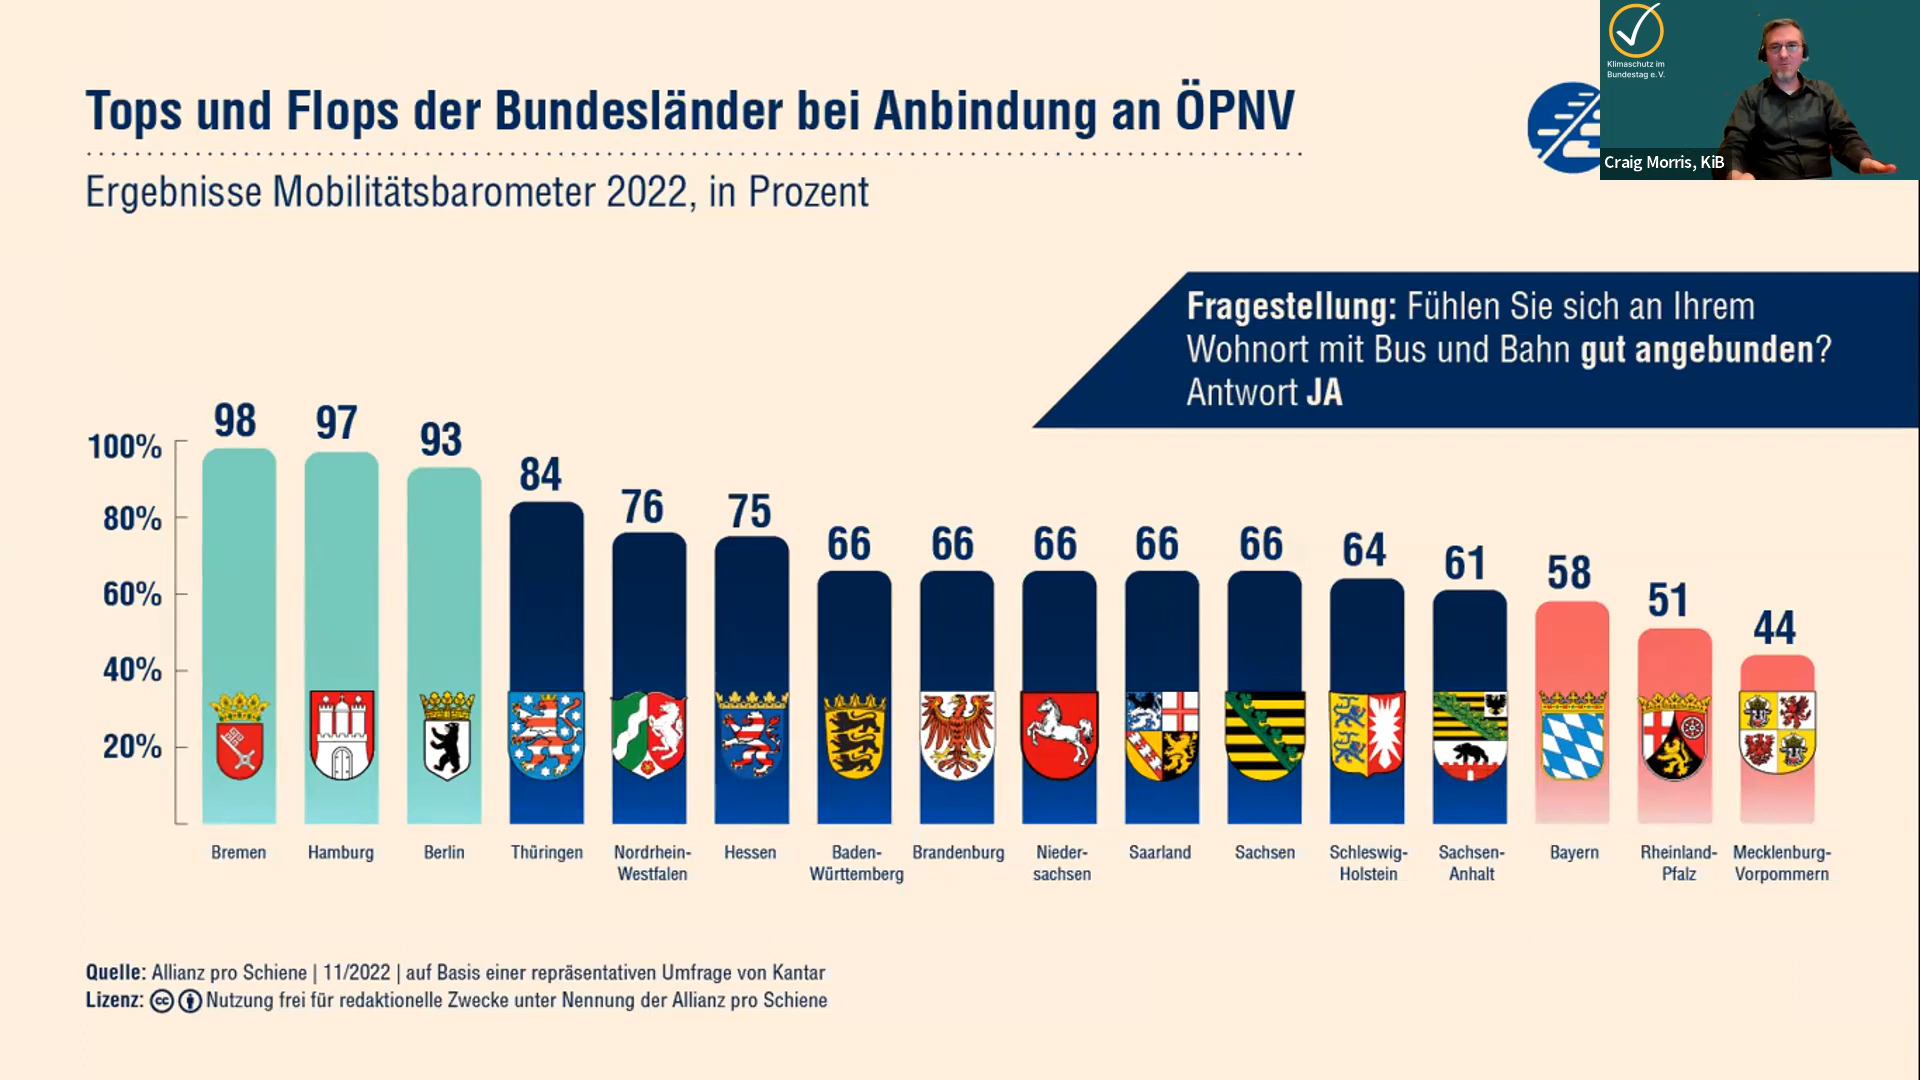 Klimaschutz im
Bundestag e. V.
Craig Morris, KiB
Tops und Flops der Bundesländer bei Anbindung an ÖPNV
Ergebnisse Mobilitätsbarometer 2022, in Prozent
Fragestellung: Fühlen Sie sich an Ihrem
Wohnort mit Bus und Bahn gut angebunden?
Antwort JA
100%
80%
60%
40%
20%
98 97 93 84 76 75 66 66 66 66 66 64 61 58 51 44
Bremen
Hamburg
Berlin
Thüringen
Nordrhein-
Westfalen
Hessen
Baden-
Württemberg
Brandenburg
Nieder-
sachsen
Saarland
Sachsen
Schleswig-
Holstein
Sachsen-
Anhalt
Bayern
Rheinland-
Pfalz
Mecklenburg-
Vorpommern
Quelle: Allianz pro Schiene | 11/2022 | auf Basis einer repräsentativen Umfrage von Kantar
Lizenz: cc Nutzung frei für redaktionelle Zwecke unter Nennung der Allianz pro Schiene